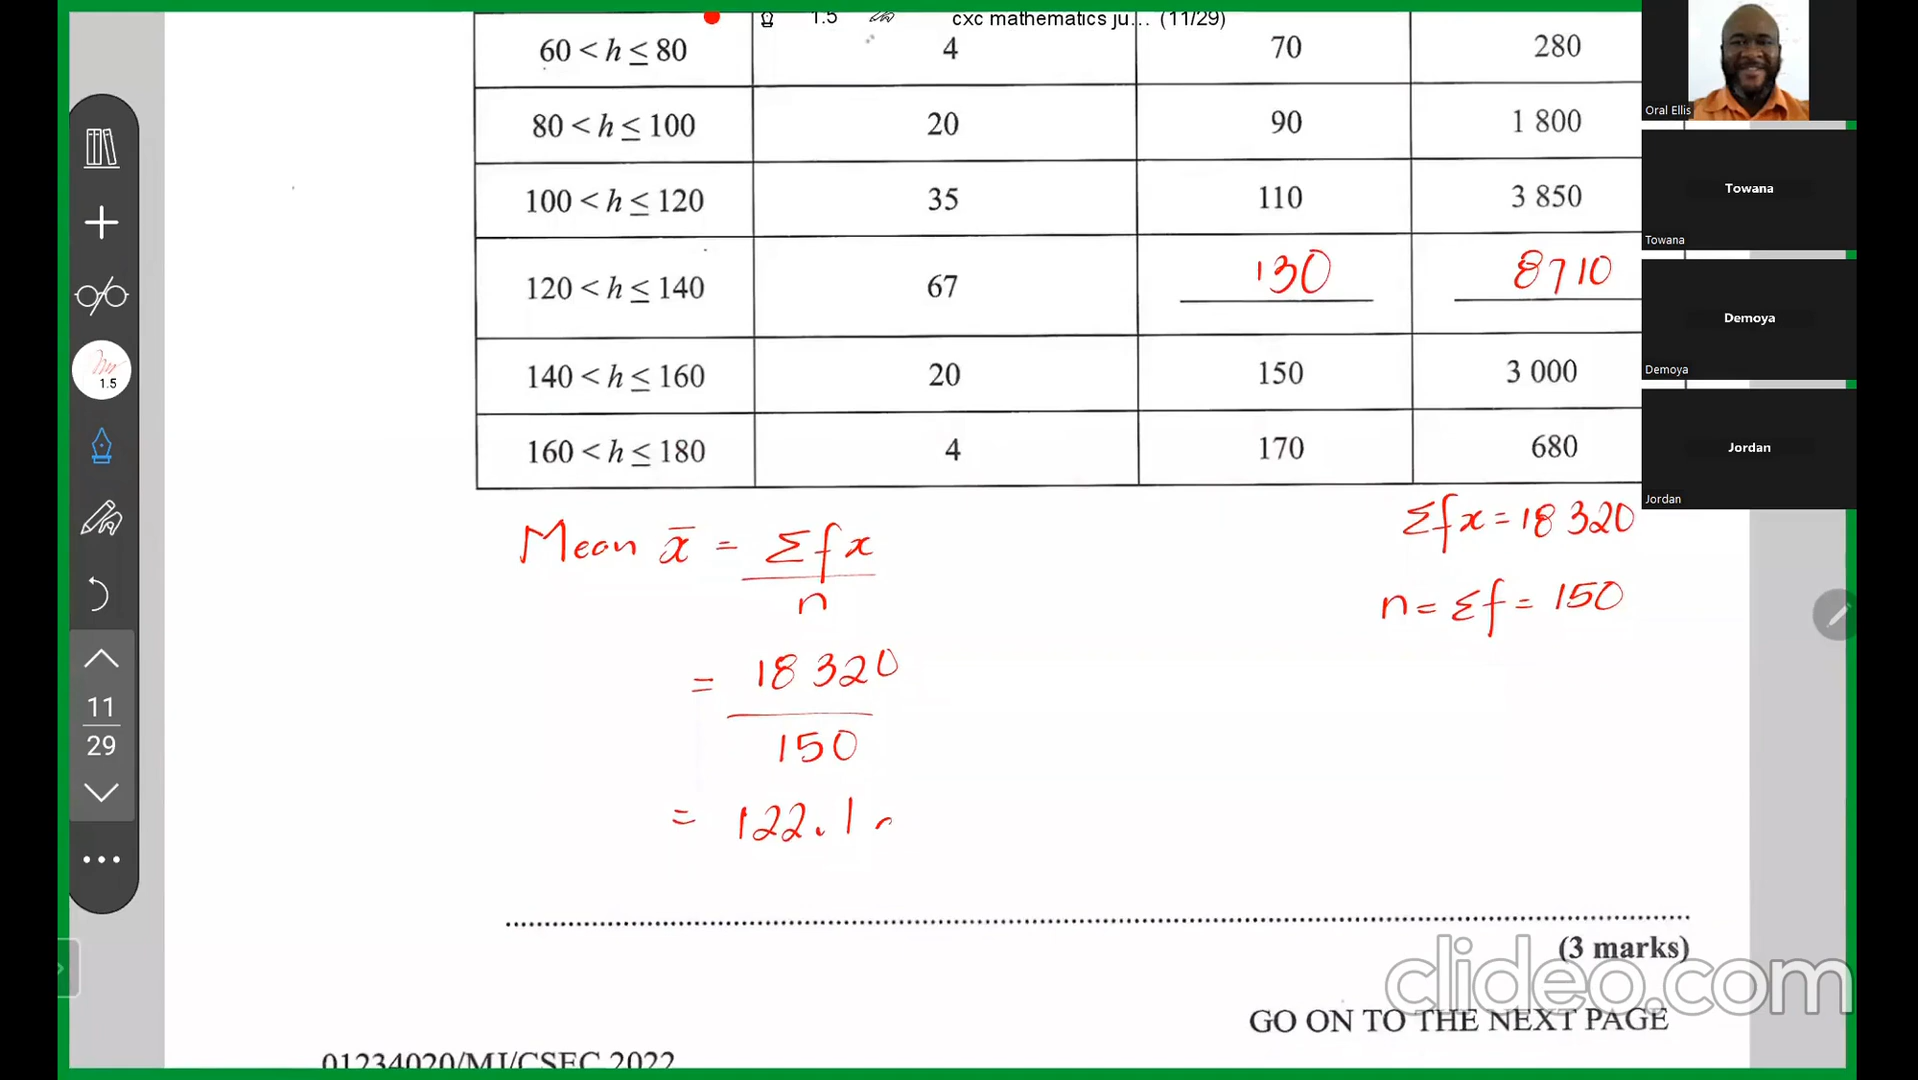 1.5 cxc mathematics ju... (11/29)
60 < h ≤ 80 4 70 280
80 < h ≤ 100 20 90 1 800
100 < h ≤ 120 35 110 3 850
120 < h ≤ 140 67 130 8710
140 < h ≤ 160 20 150 3 000
160 < h ≤ 180 4 170 680
Oral Ellis
Towana
Towana
Demoya
Demoya
Jordan
Jordan
1.5
11
29
Σfx = 18 320
n = Σf = 150
Mean x̄ = Σfx
n
= 18 320
150
= 122.1
(3 marks)
clideo.com
GO ON TO THE NEXT PAGE
01234020/MJ/CSEC 2022